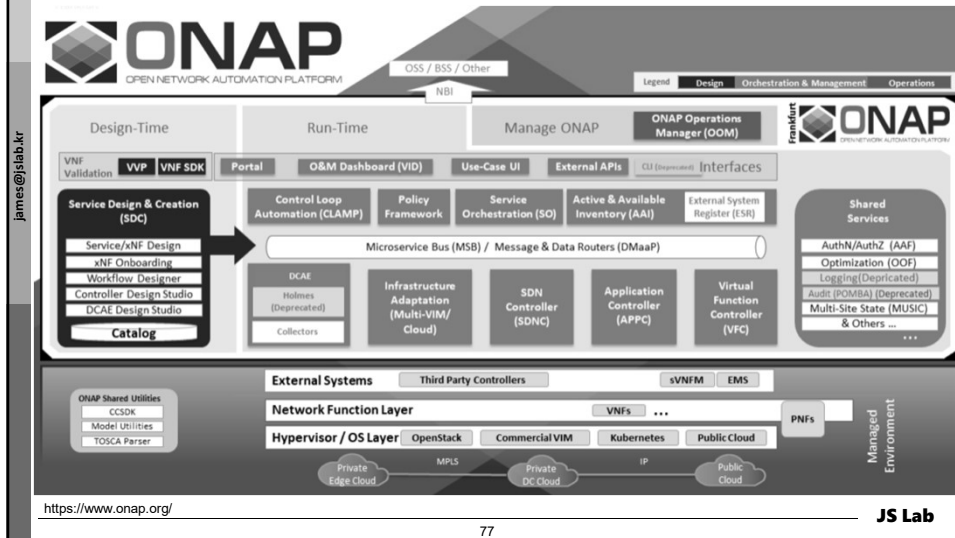 ONAP
OPEN NETWORK AUTOMATION PLATFORM
OSS / BSS / Other
NBI
Legend Design Orchestration & Management Operations
james@jslab.kr
Design-Time
Run-Time
Manage ONAP
ONAP Operations
Manager (OOM)
Frankfurt
ONAP
VNF
Validation
VVP
VNF SDK
Portal
O&M Dashboard (VID)
Use-Case UI
External APIs
CLI (Deprecated)
Interfaces
Service Design & Creation
(SDC)
Service/xNF Design
xNF Onboarding
Workflow Designer
Controller Design Studio
DCAE Design Studio
Catalog
Control Loop
Automation (CLAMP)
Policy
Framework
Service
Orchestration (SO)
Active & Available
Inventory (AAI)
External System
Register (ESR)
Microservice Bus (MSB) / Message & Data Routers (DMaaP)
DCAE
Holmes
(Deprecated)
Collectors
Infrastructure
Adaptation
(Multi-VIM/
Cloud)
SDN
Controller
(SDNC)
Application
Controller
(APPC)
Virtual
Function
Controller
(VFC)
Shared
Services
AuthN/AuthZ (AAF)
Optimization (OOF)
Logging(Depricated)
Audit (POMBA) (Deprecated)
Multi-Site State (MUSIC)
& Others ...
...
ONAP Shared Utilities
CCSDK
Model Utilities
TOSCA Parser
External Systems
Third Party Controllers
sVNFM
EMS
Network Function Layer
VNFs
...
PNFs
Hypervisor / OS Layer
OpenStack
Commercial VIM
Kubernetes
Public Cloud
Private
Edge Cloud
MPLS
Private
DC Cloud
IP
Public
Cloud
Managed
Environment
https://www.onap.org/
JS Lab
77